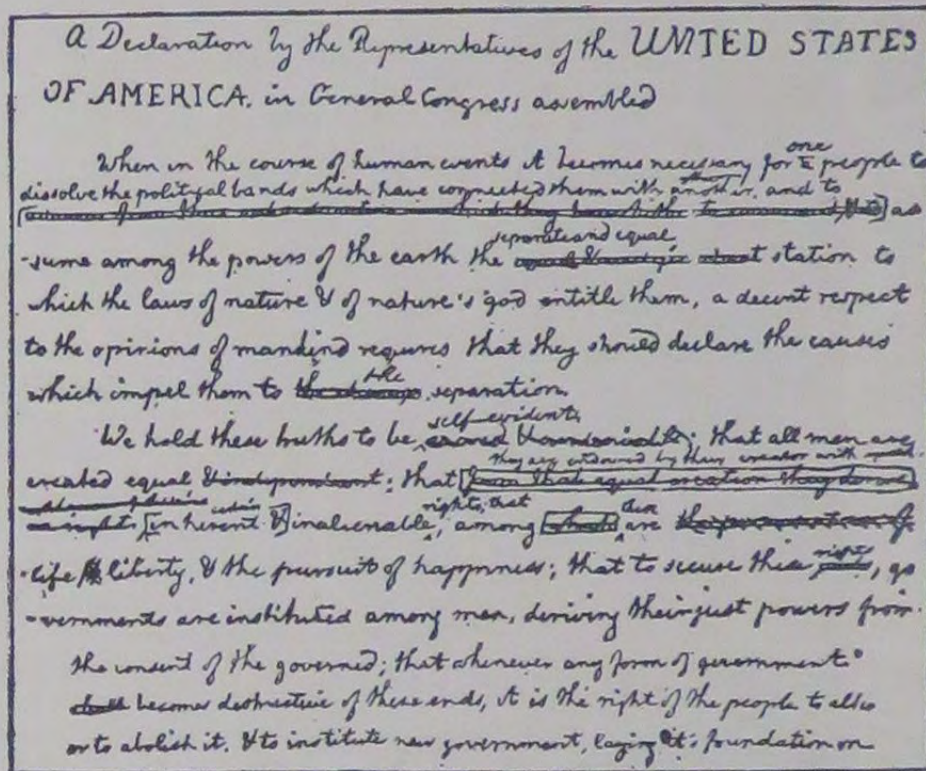 a Declaration by the Representatives of the UNITED STATES
OF AMERICA. in General Congress assembled
When in the course of human events it becomes necessary for one people to
dissolve the political bands which have connected them with another, and to
as
-sume among the powers of the earth the separate and equal station to
which the laws of nature & of nature's god entitle them, a decent respect
to the opinions of mankind requires that they should declare the causes
which impel them to the separation.
We hold these truths to be self-evident; that all men are
created equal & independent; that they are endowed by their creator with
inherent & inalienable rights; that among these are
life liberty, & the pursuit of happiness; that to secure these rights, go
-vernments are instituted among men, deriving their just powers from
the consent of the governed; that whenever any form of government
shall becomes destructive of these ends, it is the right of the people to alter
or to abolish it, & to institute new government, laying it's foundation on